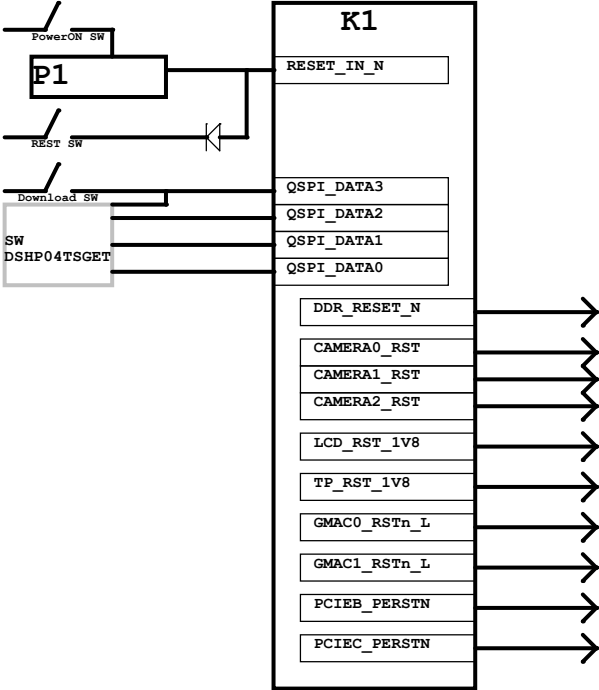 K1
PowerON SW
P1
RESET_IN_N
REST SW
Download SW
QSPI_DATA3
QSPI_DATA2
SW
DSHP04TSGET
QSPI_DATA1
QSPI_DATA0
DDR_RESET_N
CAMERA0_RST
CAMERA1_RST
CAMERA2_RST
LCD_RST_1V8
TP_RST_1V8
GMAC0_RSTn_L
GMAC1_RSTn_L
PCIEB_PERSTN
PCIEC_PERSTN